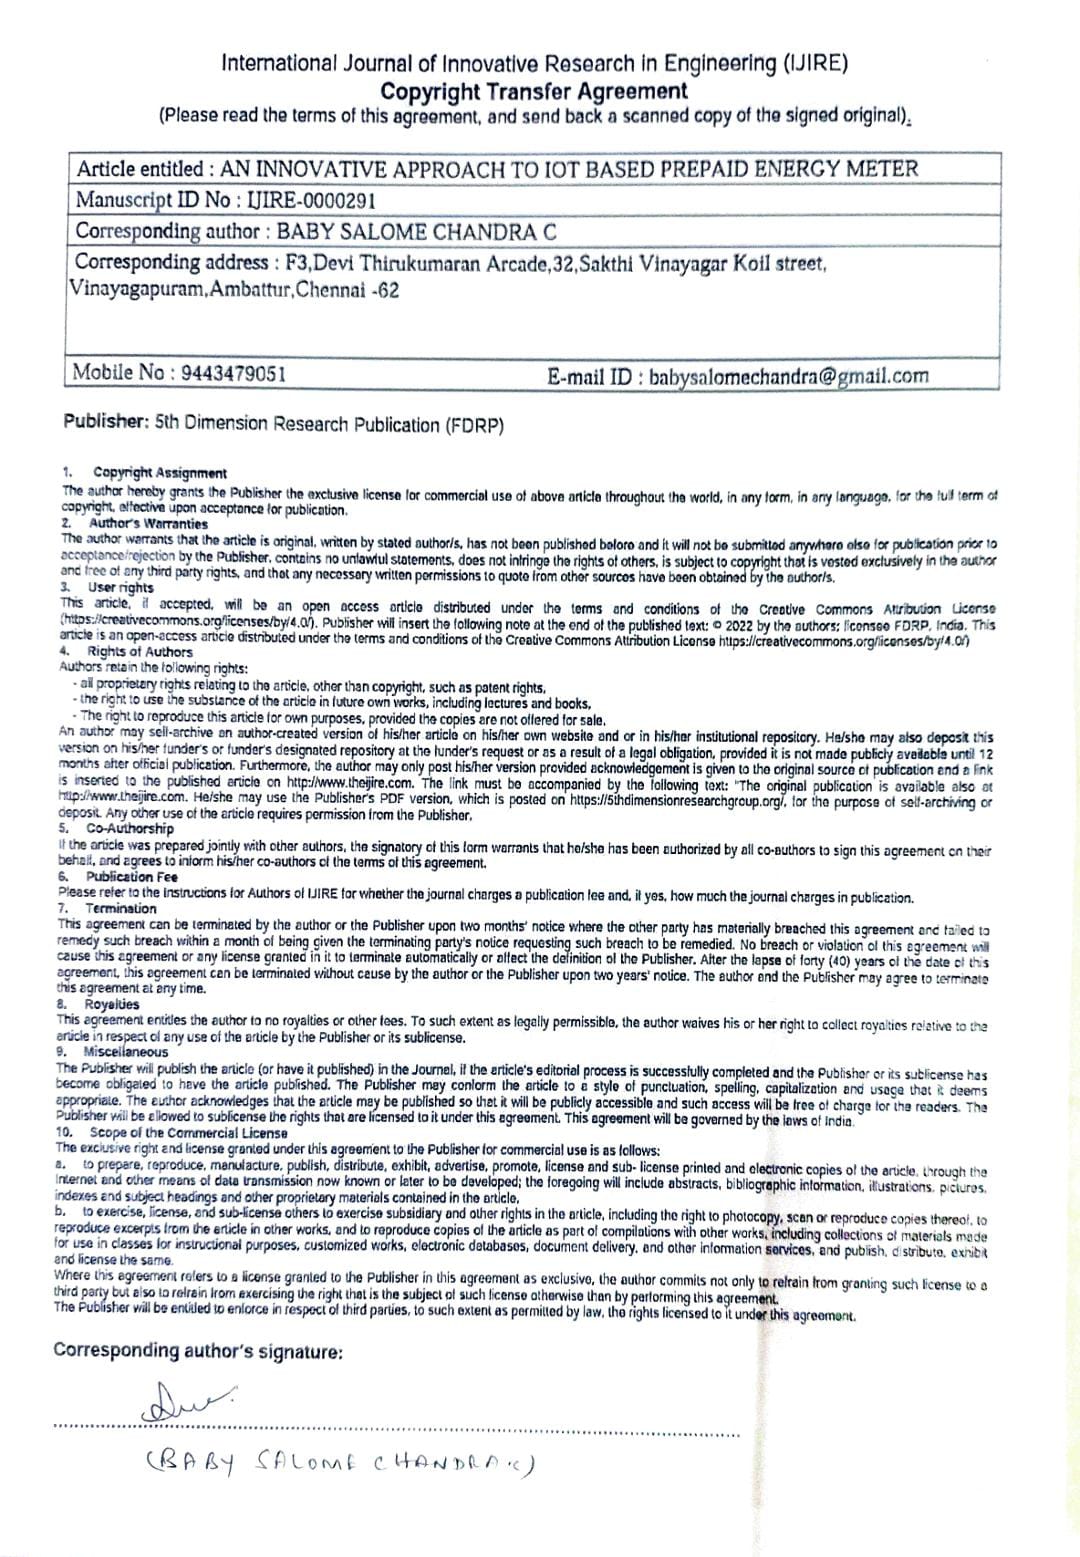 International Journal of Innovative Research in Engineering (IJIRE)
Copyright Transfer Agreement
(Please read the terms of this agreement, and send back a scanned copy of the signed original).
Article entitled : AN INNOVATIVE APPROACH TO IOT BASED PREPAID ENERGY METER
Manuscript ID No : IJIRE-0000291
Corresponding author : BABY SALOME CHANDRA C
Corresponding address : F3,Devi Thirukumaran Arcade,32,Sakthi Vinayagar Koil street,
Vinayagapuram,Ambattur,Chennai -62
Mobile No : 9443479051 E-mail ID : babysalomechandra@gmail.com
Publisher: 5th Dimension Research Publication (FDRP)
1. Copyright Assignment
The author hereby grants the Publisher the exclusive license for commercial use of above article throughout the world, in any form, in any language, for the full term of
copyright, effective upon acceptance for publication.
2. Author's Warranties
The author warrants that the article is original, written by stated author/s, has not been published before and it will not be submitted anywhere else for publication prior to
acceptance/rejection by the Publisher, contains no unlawful statements, does not infringe the rights of others, is subject to copyright that is vested exclusively in the author
and free of any third party rights, and that any necessary written permissions to quote from other sources have been obtained by the author/s.
3. User rights
This article, if accepted, will be an open access article distributed under the terms and conditions of the Creative Commons Attribution License
(https://creativecommons.org/licenses/by/4.0/). Publisher will insert the following note at the end of the published text: © 2022 by the authors; licensee FDRP, India. This
article is an open-access article distributed under the terms and conditions of the Creative Commons Attribution License https://creativecommons.org/licenses/by/4.0/)
4. Rights of Authors
Authors retain the following rights:
- all proprietary rights relating to the article, other than copyright, such as patent rights,
- the right to use the substance of the article in future own works, including lectures and books,
- The right to reproduce this article for own purposes, provided the copies are not offered for sale.
An author may self-archive an author-created version of his/her article on his/her own website and or in his/her institutional repository. He/she may also deposit this
version on his/her funder's or funder's designated repository at the funder's request or as a result of a legal obligation, provided it is not made publicly available until 12
months after official publication. Furthermore, the author may only post his/her version provided acknowledgement is given to the original source of publication and a link
is inserted to the published article on http://www.theijire.com. The link must be accompanied by the following text: "The original publication is available also at
http://www.theijire.com. He/she may use the Publisher's PDF version, which is posted on https://5thdimensionresearchgroup.org/, for the purpose of self-archiving or
deposit. Any other use of the article requires permission from the Publisher.
5. Co-Authorship
If the article was prepared jointly with other authors, the signatory of this form warrants that he/she has been authorized by all co-authors to sign this agreement on their
behalf, and agrees to inform his/her co-authors of the terms of this agreement.
6. Publication Fee
Please refer to the Instructions for Authors of IJIRE for whether the journal charges a publication fee and, if yes, how much the journal charges in publication.
7. Termination
This agreement can be terminated by the author or the Publisher upon two months' notice where the other party has materially breached this agreement and failed to
remedy such breach within a month of being given the terminating party's notice requesting such breach to be remedied. No breach or violation of this agreement will
cause this agreement or any license granted in it to terminate automatically or affect the definition of the Publisher. After the lapse of forty (40) years of the date of this
agreement, this agreement can be terminated without cause by the author or the Publisher upon two years' notice. The author and the Publisher may agree to terminate
this agreement at any time.
8. Royalties
This agreement entitles the author to no royalties or other fees. To such extent as legally permissible, the author waives his or her right to collect royalties relative to the
article in respect of any use of the article by the Publisher or its sublicense.
9. Miscellaneous
The Publisher will publish the article (or have it published) in the Journal, if the article's editorial process is successfully completed and the Publisher or its sublicense has
become obligated to have the article published. The Publisher may conform the article to a style of punctuation, spelling, capitalization and usage that it deems
appropriate. The author acknowledges that the article may be published so that it will be publicly accessible and such access will be free of charge for the readers. The
Publisher will be allowed to sublicense the rights that are licensed to it under this agreement. This agreement will be governed by the laws of India.
10. Scope of the Commercial License
The exclusive right and license granted under this agreement to the Publisher for commercial use is as follows:
a. to prepare, reproduce, manufacture, publish, distribute, exhibit, advertise, promote, license and sub- license printed and electronic copies of the article, through the
Internet and other means of data transmission now known or later to be developed; the foregoing will include abstracts, bibliographic information, illustrations, pictures,
indexes and subject headings and other proprietary materials contained in the article,
b. to exercise, license, and sub-license others to exercise subsidiary and other rights in the article, including the right to photocopy, scan or reproduce copies thereof, to
reproduce excerpts from the article in other works, and to reproduce copies of the article as part of compilations with other works, including collections of materials made
for use in classes for instructional purposes, customized works, electronic databases, document delivery, and other information services, and publish, distribute, exhibit
and license the same.
Where this agreement refers to a license granted to the Publisher in this agreement as exclusive, the author commits not only to refrain from granting such license to a
third party but also to refrain from exercising the right that is the subject of such license otherwise than by performing this agreement.
The Publisher will be entitled to enforce in respect of third parties, to such extent as permitted by law, the rights licensed to it under this agreement.
Corresponding author's signature:
(BABY SALOME CHANDRA.C)